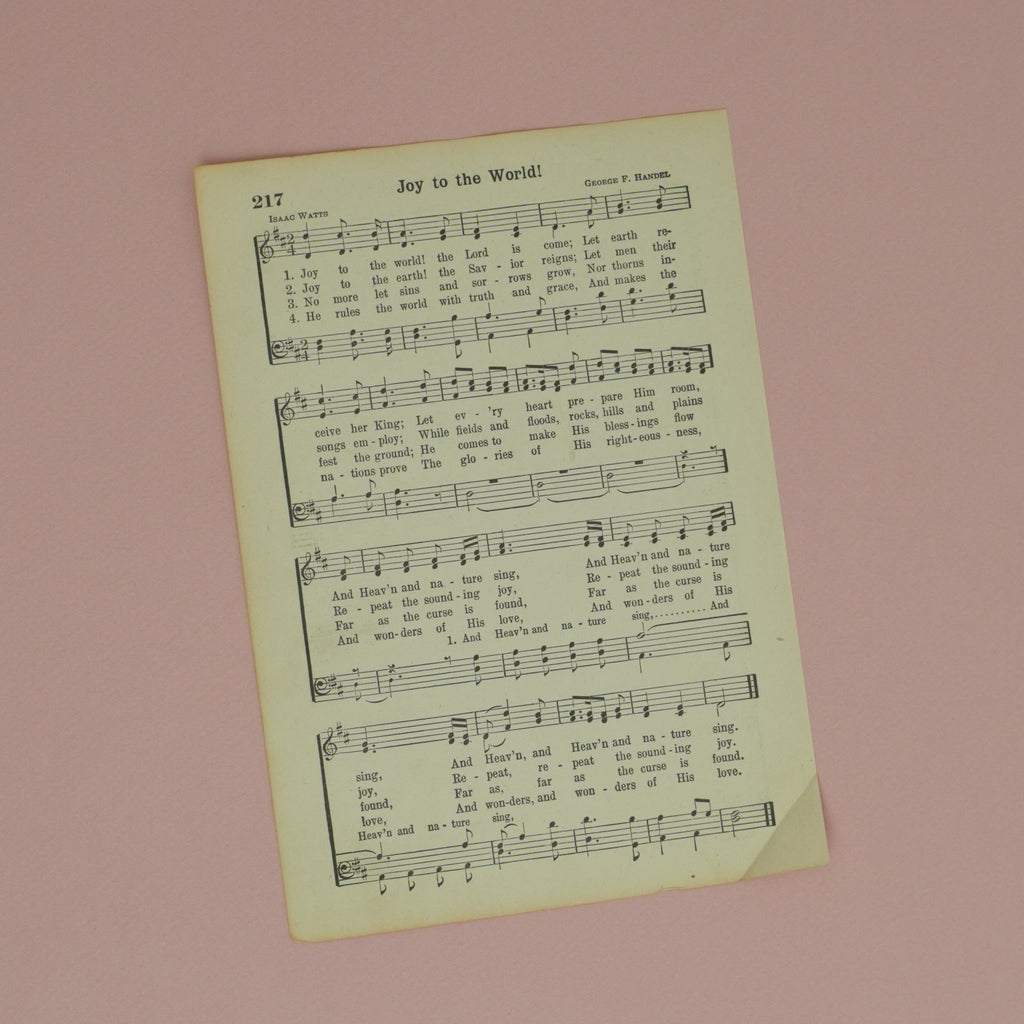 217
Joy to the World!
ISAAC WATTS
GEORGE F. HANDEL
1. Joy to the world! the Lord is come; Let earth re-
2. Joy to the earth! the Sav - ior reigns; Let men their
3. No more let sins and sor - rows grow, Nor thorns in-
4. He rules the world with truth and grace, And makes the
ceive her King; Let ev - 'ry heart pre - pare Him room,
songs em - ploy; While fields and floods, rocks, hills and plains
fest the ground; He comes to make His bless - ings flow
na - tions prove The glo - ries of His right-eous - ness,
And Heav'n and na - ture sing, And Heav'n and na - ture
Re - peat the sound - ing joy, Re - peat the sound - ing
Far as the curse is found, Far as the curse is
And won-ders of His love, And won - ders of His
1. And Heav'n and na - ture sing,......... And
sing, And Heav'n, and Heav'n and na - ture sing.
joy, Re - peat, re - peat the sound - ing joy.
found, Far as, far as the curse is found.
love, And won-ders, and won - ders of His love.
Heav'n and na - ture sing,